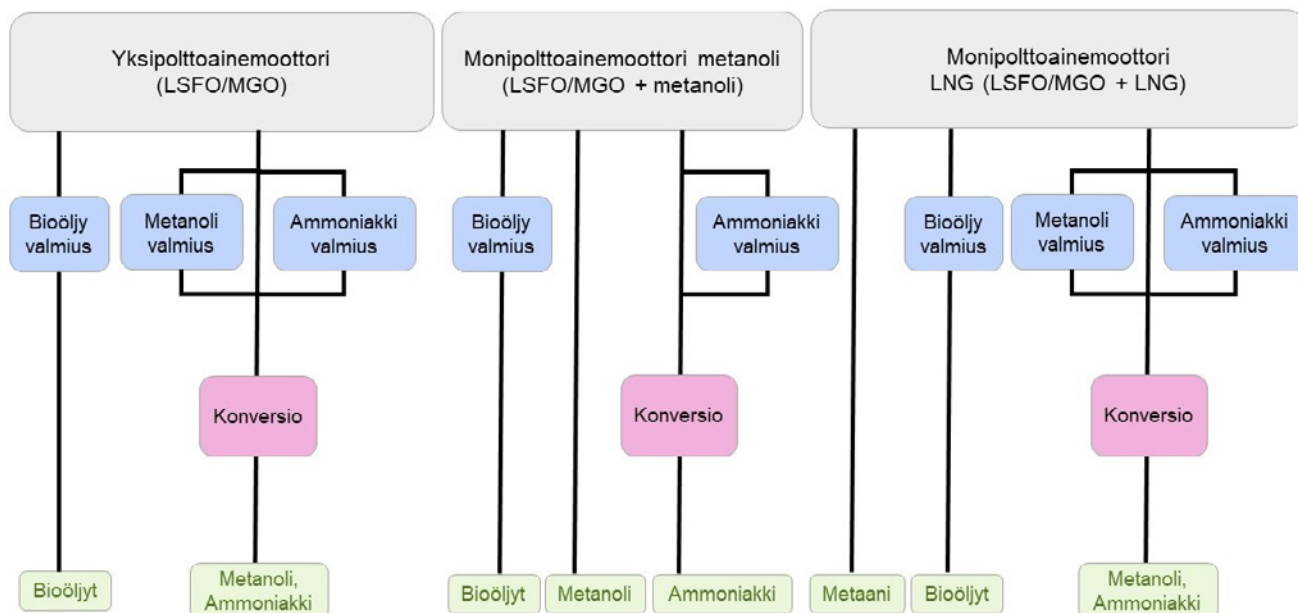 Yksipolttoainemoottori
(LSFO/MGO)
Monipolttoainemoottori metanoli
(LSFO/MGO + metanoli)
Monipolttoainemoottori
LNG (LSFO/MGO + LNG)
Bioöljy
valmius
Metanoli
valmius
Ammoniakki
valmius
Bioöljy
valmius
Ammoniakki
valmius
Bioöljy
valmius
Metanoli
valmius
Ammoniakki
valmius
Konversio
Konversio
Konversio
Bioöljyt
Metanoli,
Ammoniakki
Bioöljyt
Metanoli
Ammoniakki
Metaani
Bioöljyt
Metanoli,
Ammoniakki